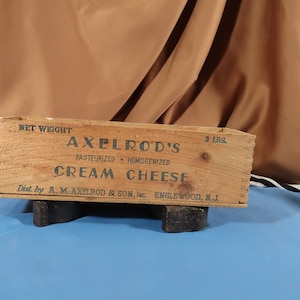 NET WEIGHT 3 LBS.
AXELROD'S
PASTEURIZED • HOMOGENIZED
CREAM CHEESE
Dist. by A. M. AXELROD & SON, Inc. ENGLEWOOD, N. J.